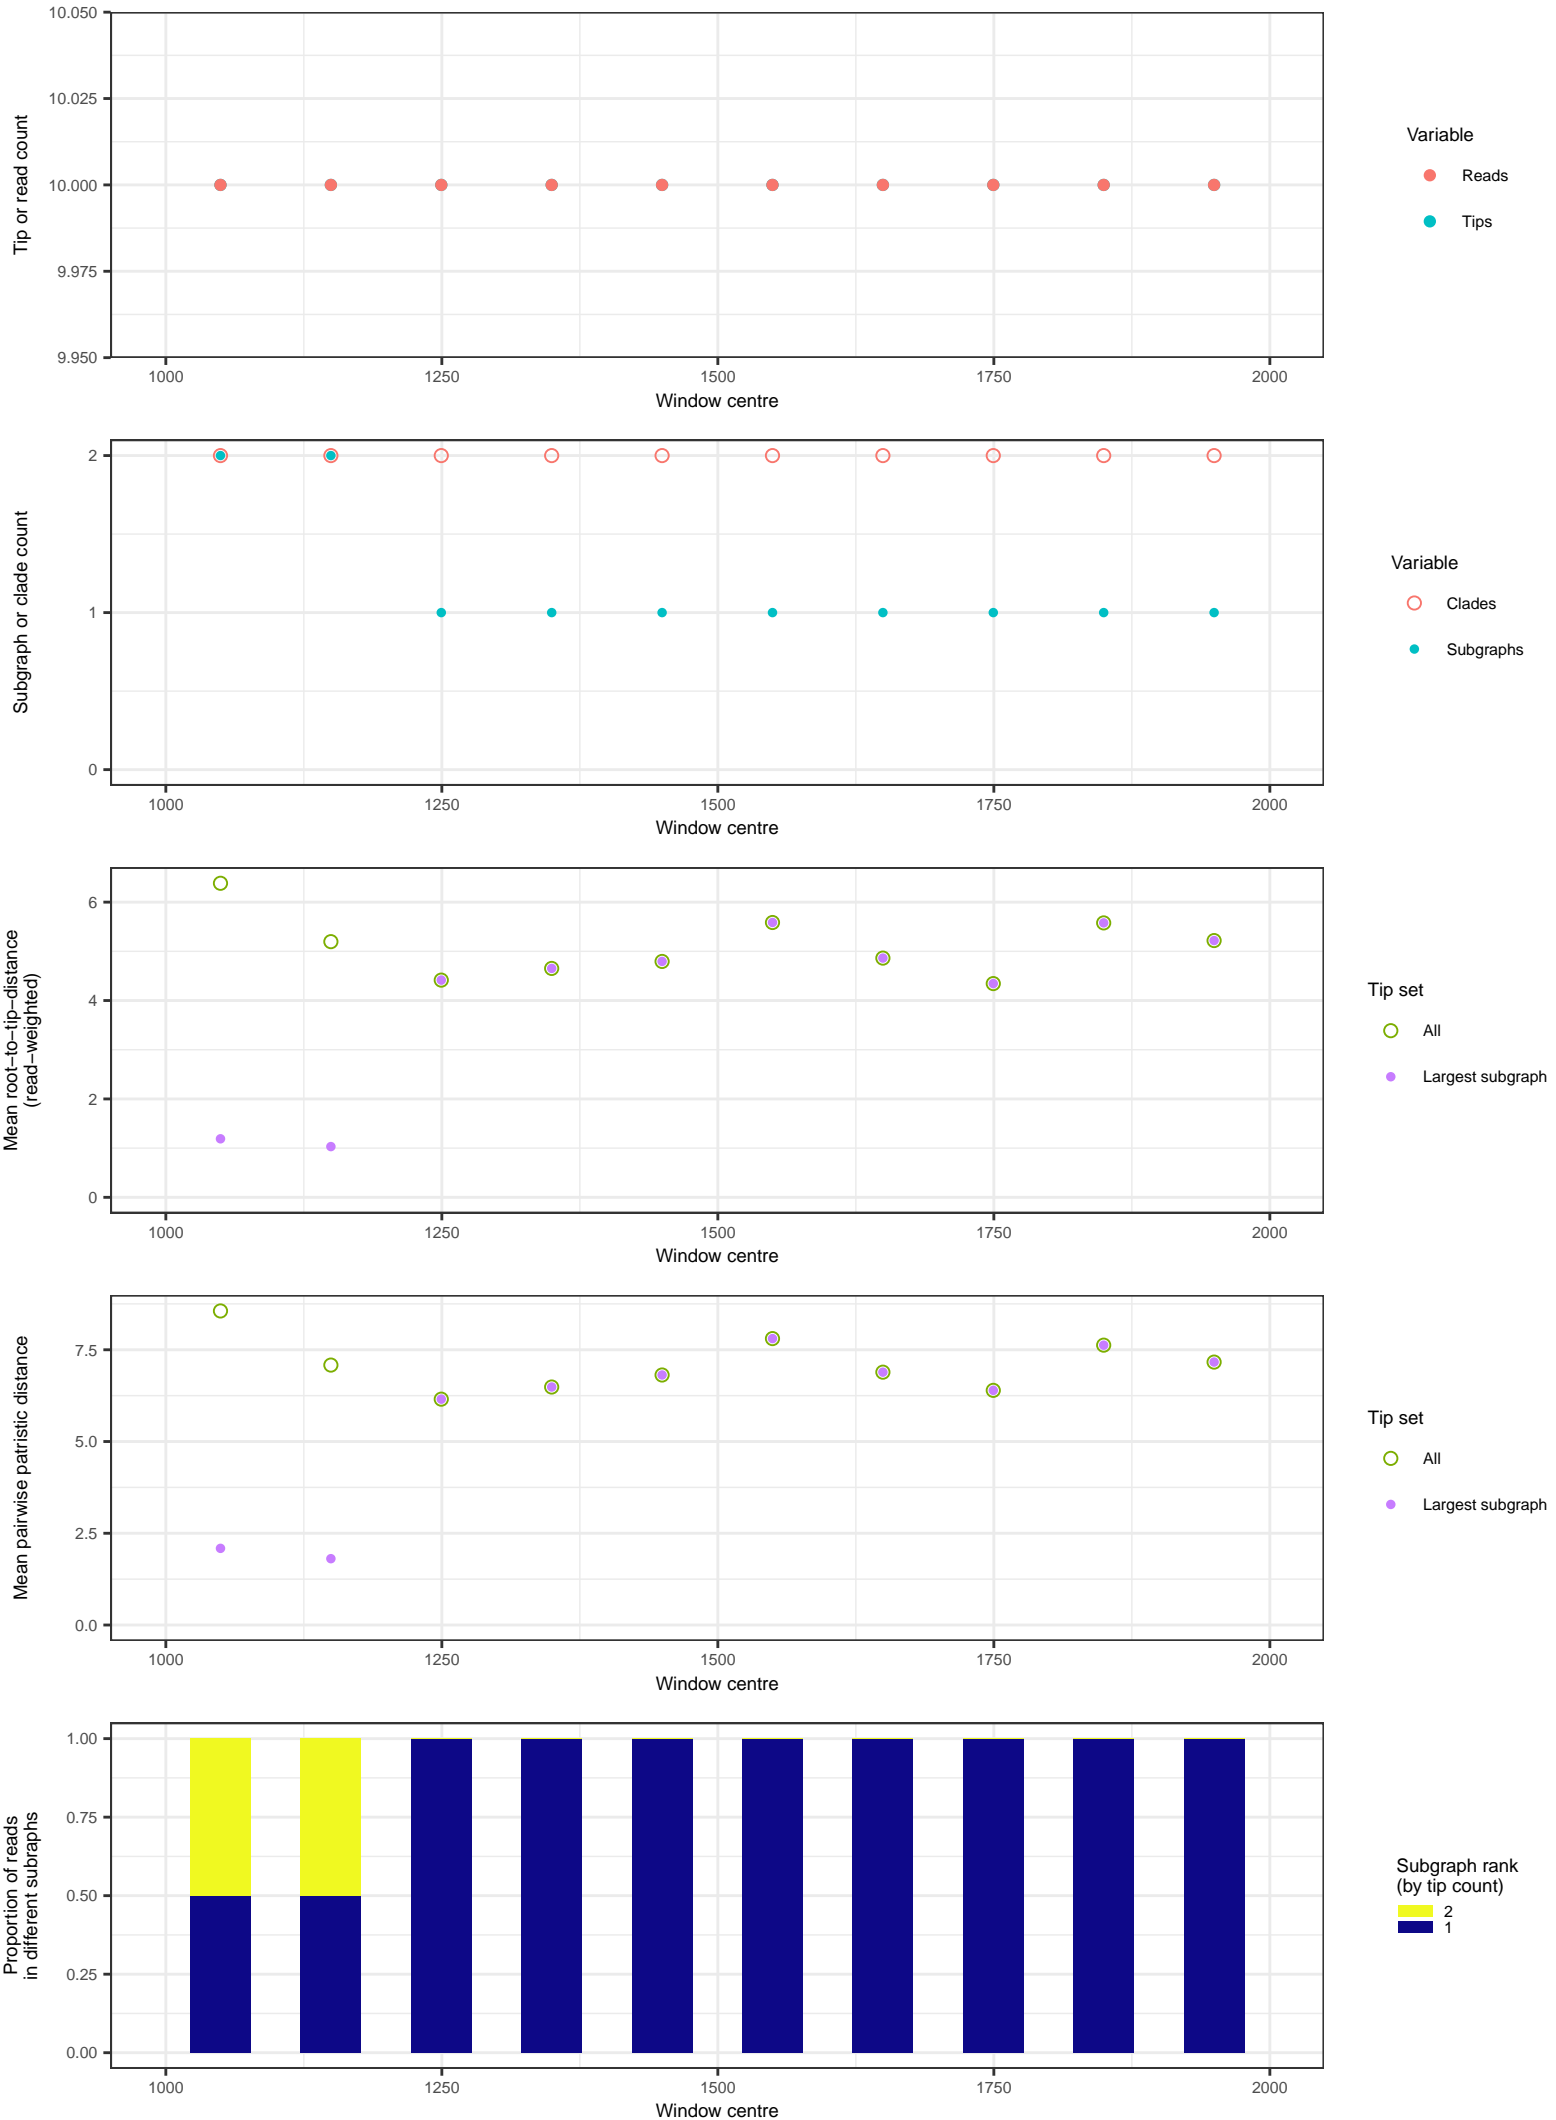 10.050
10.025
10.000
9.975
9.950
Tip or read count
1000 1250 1500 1750 2000
Window centre
Variable
Reads
Tips
2
1
0
Subgraph or clade count
1000 1250 1500 1750 2000
Window centre
Variable
Clades
Subgraphs
6
4
2
0
Mean root−to−tip−distance
(read−weighted)
1000 1250 1500 1750 2000
Window centre
Tip set
All
Largest subgraph
7.5
5.0
2.5
0.0
Mean pairwise patristic distance
1000 1250 1500 1750 2000
Window centre
Tip set
All
Largest subgraph
1.00
0.75
0.50
0.25
0.00
Proportion of reads
in different subraphs
1000 1250 1500 1750 2000
Window centre
Subgraph rank
(by tip count)
2
1